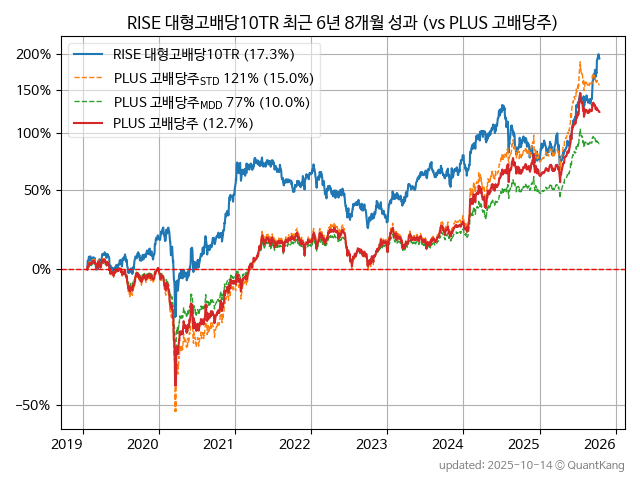 RISE 대형고배당10TR 최근 6년 8개월 성과 (vs PLUS 고배당주)
RISE 대형고배당10TR (17.3%)
PLUS 고배당주STD 121% (15.0%)
PLUS 고배당주MDD 77% (10.0%)
PLUS 고배당주 (12.7%)
200%
150%
100%
50%
0%
−50%
2019 2020 2021 2022 2023 2024 2025 2026
updated: 2025-10-14 © QuantKang